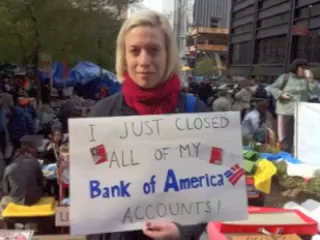 I JUST CLOSED
ALL OF MY
Bank of America
ACCOUNTS!